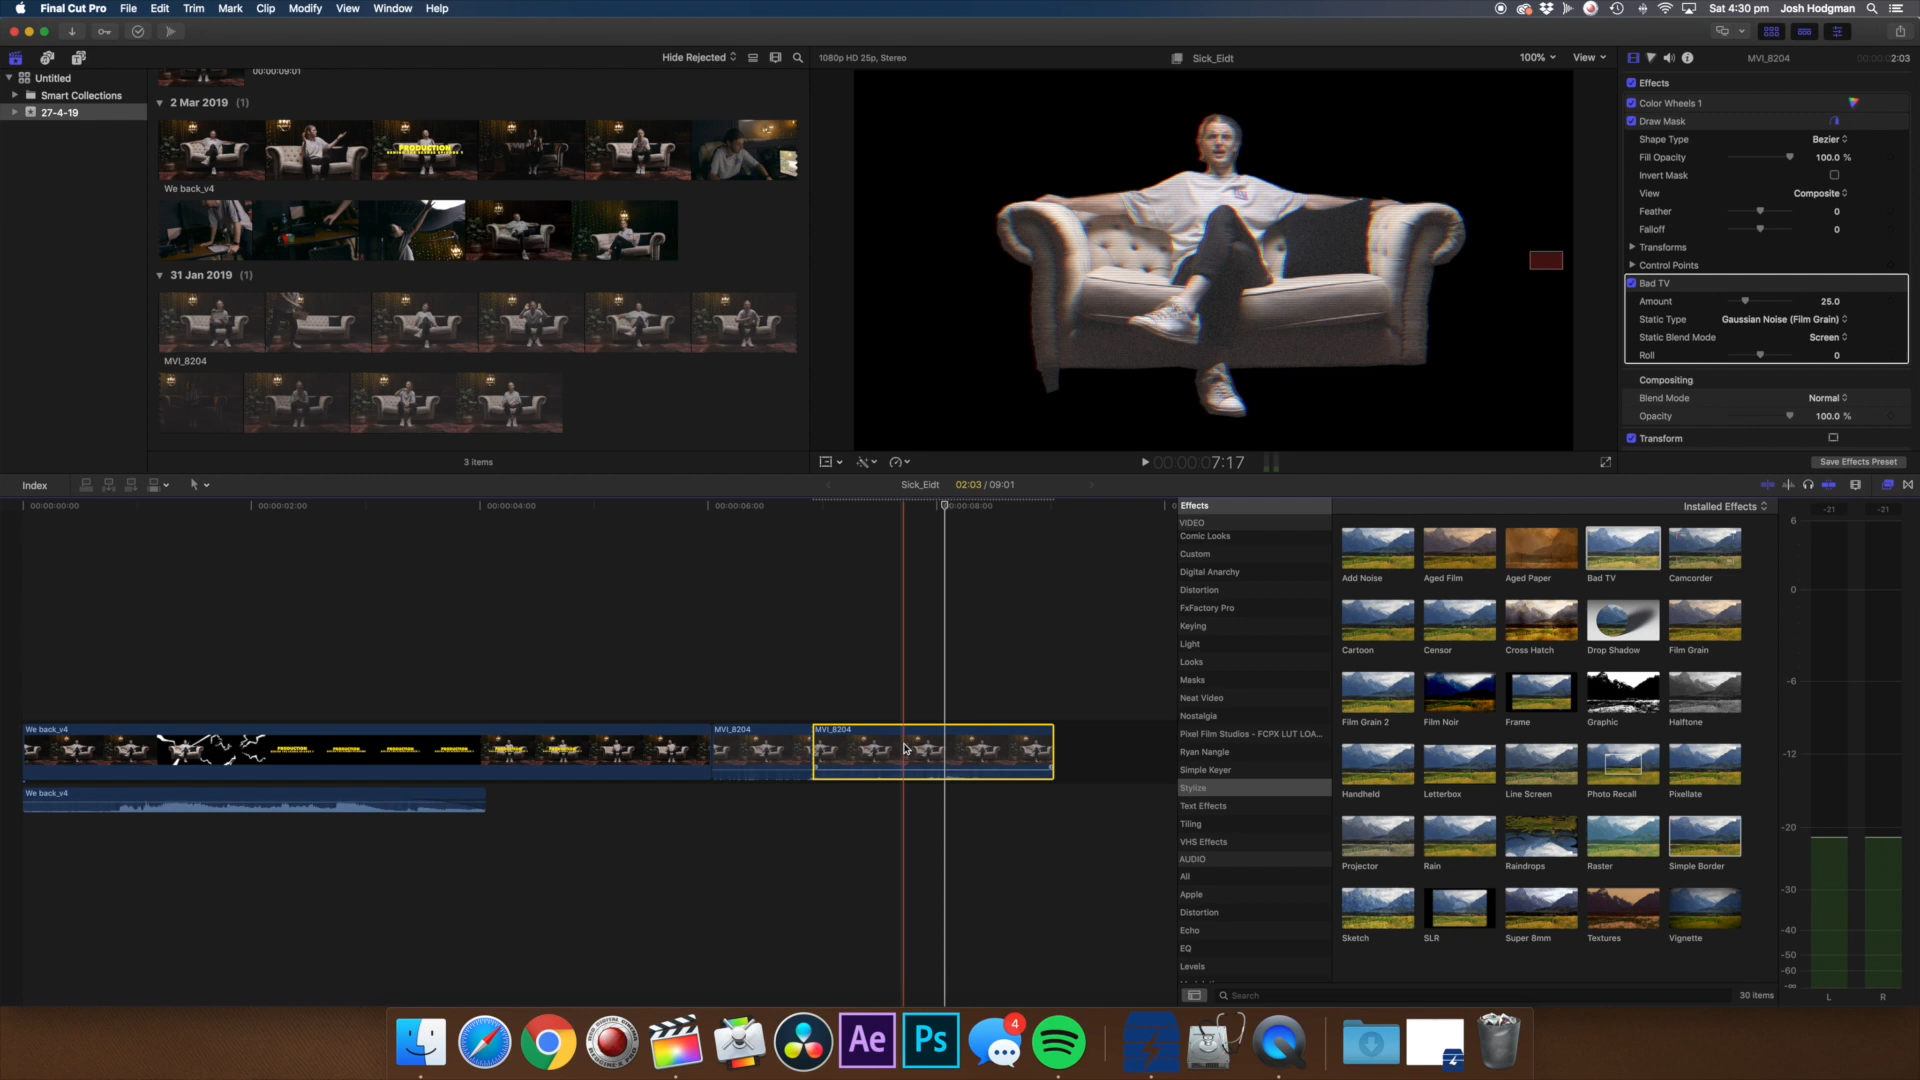 Final Cut Pro File Edit Trim Mark Clip Modify View Window Help
Sat 4:30 pm Josh Hodgman
Hide Rejected
1080p HD 25p, Stereo
Sick_Eidt
100%
View
MVI_8204
2:03
Untitled
Smart Collections
27-4-19
00:00:09:01
2 Mar 2019 (1)
PRODUCTION
We back_v4
31 Jan 2019 (1)
MVI_8204
3 items
7:17
Effects
Color Wheels 1
Draw Mask
Shape Type Bezier
Fill Opacity 100.0 %
Invert Mask
View Composite
Feather 0
Falloff 0
Transforms
Control Points
Bad TV
Amount 25.0
Static Type Gaussian Noise (Film Grain)
Static Blend Mode Screen
Roll 0
Compositing
Blend Mode Normal
Opacity 100.0 %
Transform
Save Effects Preset
Index
Sick_Eidt 02:03 / 09:01
00:00:00:00
00:00:02:00
00:00:04:00
00:00:06:00
00:00:08:00
We back_v4
MVI_8204
MVI_8204
We back_v4
Effects
VIDEO
Comic Looks
Custom
Digital Anarchy
Distortion
FxFactory Pro
Keying
Light
Looks
Masks
Neat Video
Nostalgia
Pixel Film Studios - FCPX LUT LOA...
Ryan Nangle
Simple Keyer
Stylize
Text Effects
Tiling
VHS Effects
AUDIO
All
Apple
Distortion
Echo
EQ
Levels
Installed Effects
Add Noise Aged Film Aged Paper Bad TV Camcorder
Cartoon Censor Cross Hatch Drop Shadow Film Grain
Film Grain 2 Film Noir Frame Graphic Halftone
Handheld Letterbox Line Screen Photo Recall Pixellate
Projector Rain Raindrops Raster Simple Border
Sketch SLR Super 8mm Textures Vignette
Search
30 items
-21 -21
6
0
-6
-12
-20
-30
-40
-50
-60
-∞
L R
Ae
Ps
4